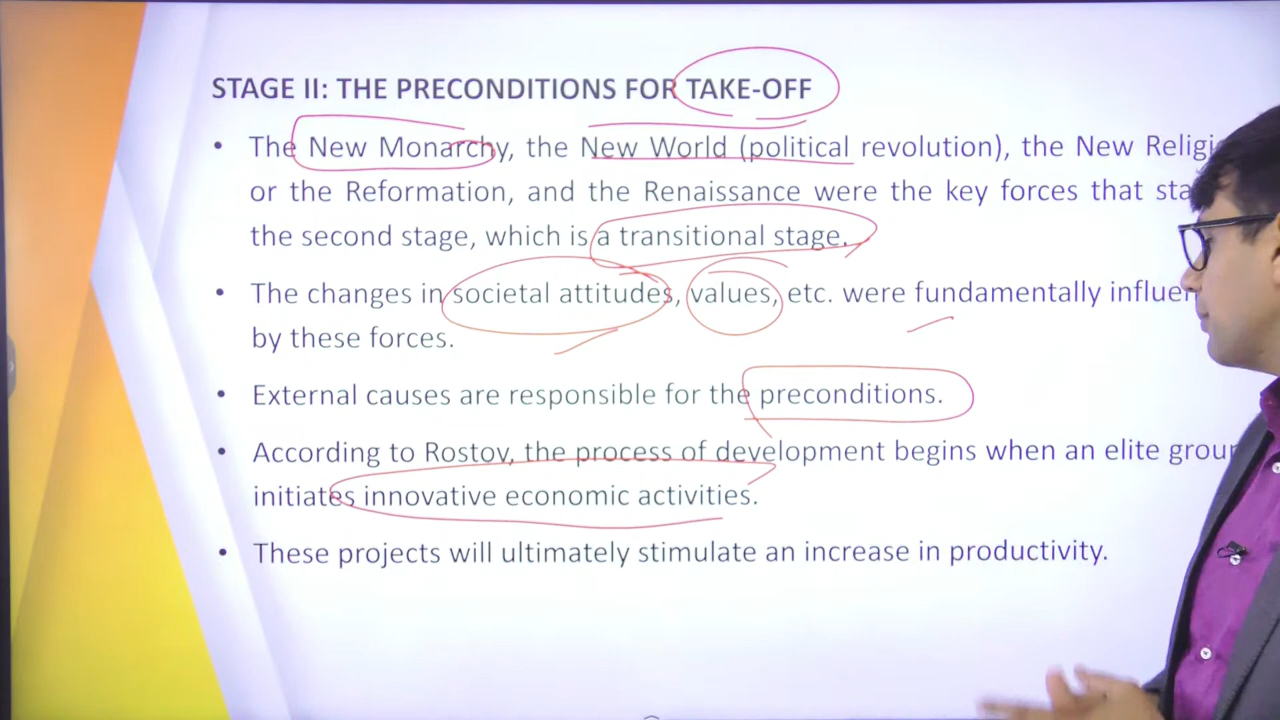 STAGE II: THE PRECONDITIONS FOR TAKE-OFF
• The New Monarchy, the New World (political revolution), the New
or the Reformation, and the Renaissance were the key forces that
the second stage, which is a transitional stage.
• The changes in societal attitudes, values, etc. were fundamentally
by these forces.
• External causes are responsible for the preconditions.
• According to Rostov, the process of development begins when an elite
initiates innovative economic activities.
• These projects will ultimately stimulate an increase in productivity.